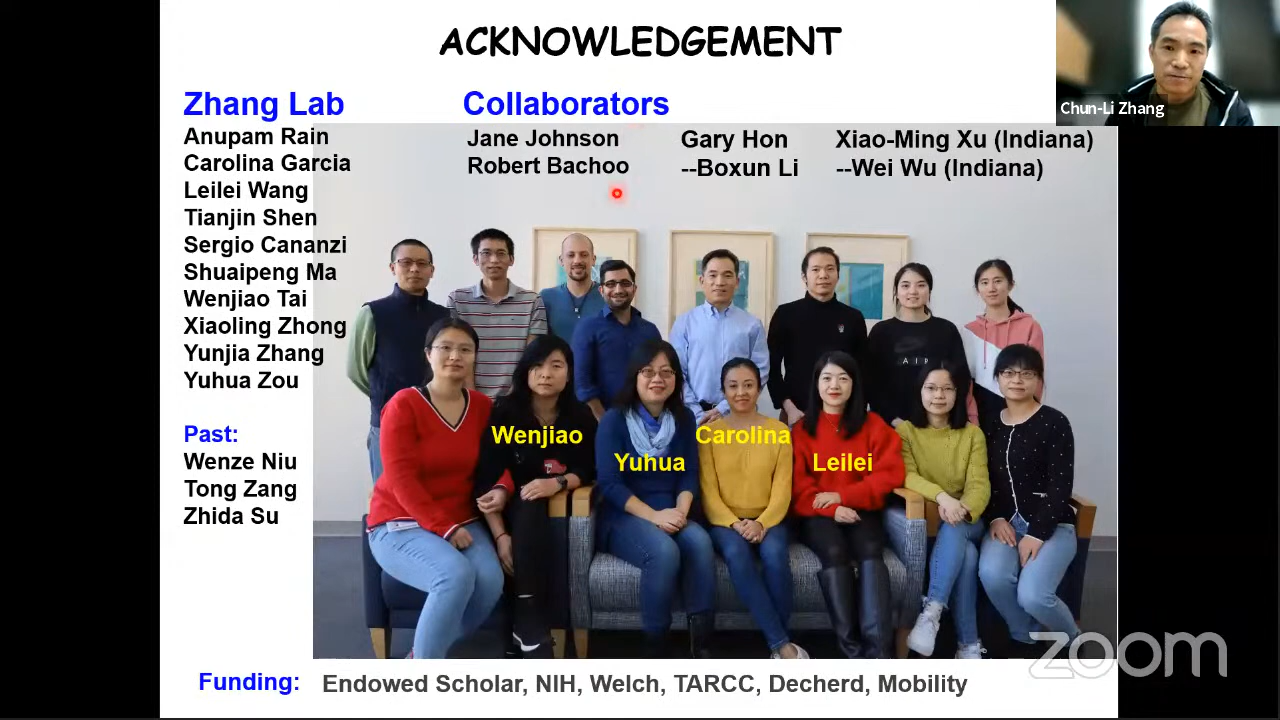 ACKNOWLEDGEMENT
Chun-Li Zhang
Zhang Lab
Anupam Rain
Carolina Garcia
Leilei Wang
Tianjin Shen
Sergio Cananzi
Shuaipeng Ma
Wenjiao Tai
Xiaoling Zhong
Yunjia Zhang
Yuhua Zou
Past:
Wenze Niu
Tong Zang
Zhida Su
Collaborators
Jane Johnson
Robert Bachoo
Gary Hon
--Boxun Li
Xiao-Ming Xu (Indiana)
--Wei Wu (Indiana)
AIR
Wenjiao
Yuhua
Carolina
Leilei
Funding: Endowed Scholar, NIH, Welch, TARCC, Decherd, Mobility
zoom